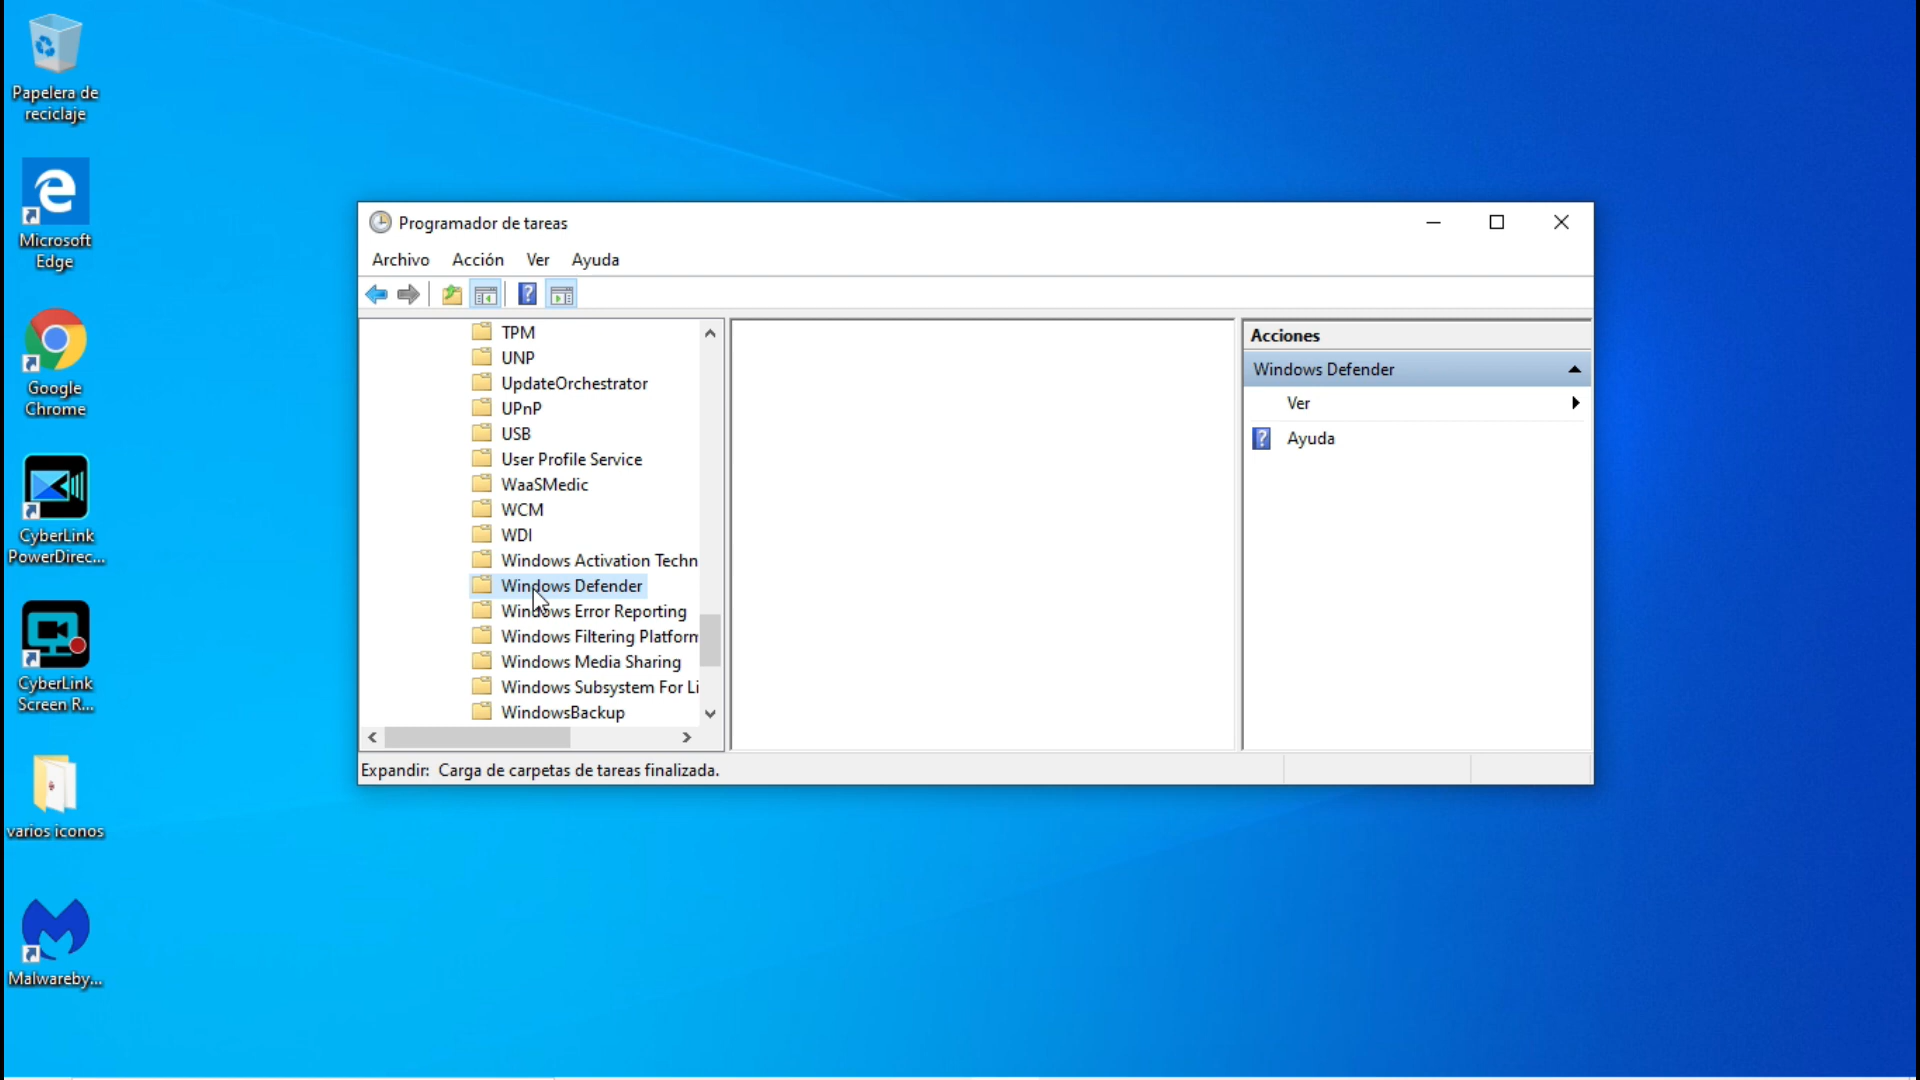 Papelera de
reciclaje
Microsoft
Edge
Google
Chrome
CyberLink
PowerDirec...
CyberLink
Screen R...
varios iconos
Malwareby...
Programador de tareas
Archivo Acción Ver Ayuda
TPM
UNP
UpdateOrchestrator
UPnP
USB
User Profile Service
WaaSMedic
WCM
WDI
Windows Activation Techn
Windows Defender
Windows Error Reporting
Windows Filtering Platform
Windows Media Sharing
Windows Subsystem For Li
WindowsBackup
Acciones
Windows Defender
Ver
Ayuda
Expandir: Carga de carpetas de tareas finalizada.